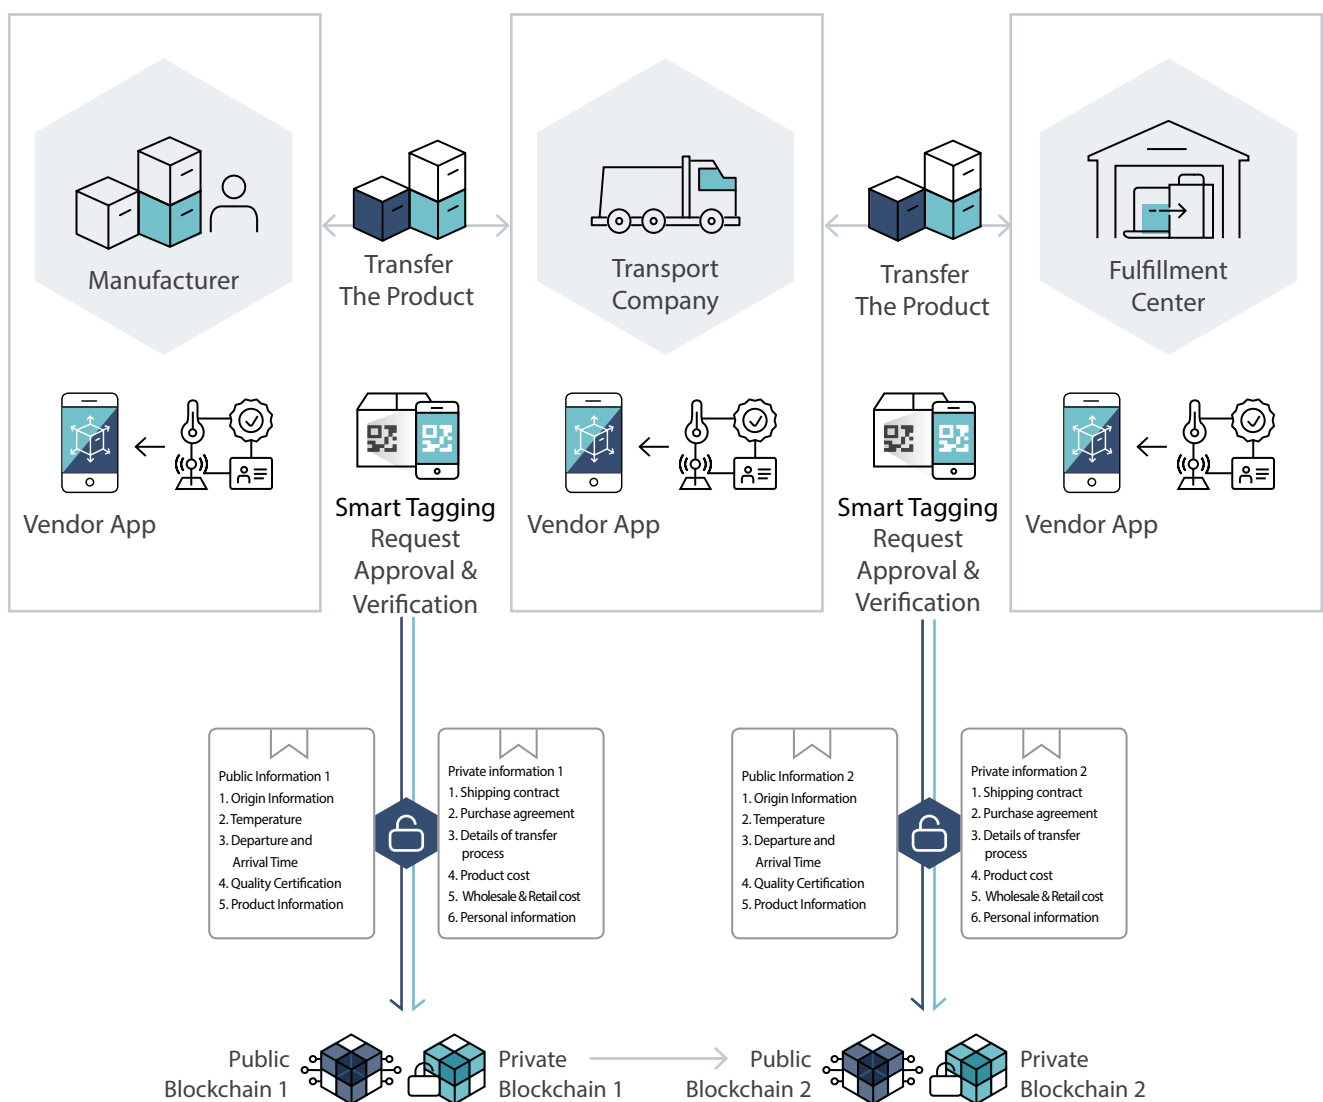 Manufacturer
Transfer
The Product
Transport
Company
Transfer
The Product
Fulfillment
Center
Vendor App
Smart Tagging
Request
Approval &
Verification
Vendor App
Smart Tagging
Request
Approval &
Verification
Vendor App
Public Information 1
1. Origin Information
2. Temperature
3. Departure and
Arrival Time
4. Quality Certification
5. Product Information
Private information 1
1. Shipping contract
2. Purchase agreement
3. Details of transfer
process
4. Product cost
5. Wholesale & Retail cost
6. Personal information
Public Information 2
1. Origin Information
2. Temperature
3. Departure and
Arrival Time
4. Quality Certification
5. Product Information
Private information 2
1. Shipping contract
2. Purchase agreement
3. Details of transfer
process
4. Product cost
5. Wholesale & Retail cost
6. Personal information
Public
Blockchain 1
Private
Blockchain 1
Public
Blockchain 2
Private
Blockchain 2